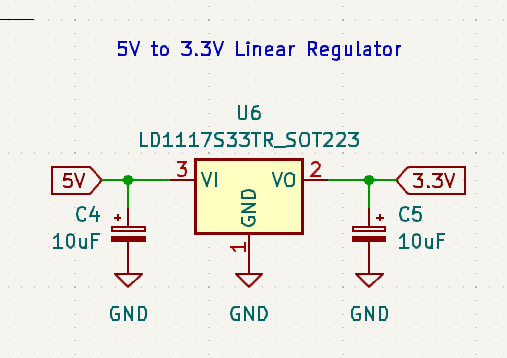 5V to 3.3V Linear Regulator
U6
LD1117S33TR_SOT223
5V
3
VI
VO
2
3.3V
GND
1
C4
10uF
+
+
C5
10uF
GND
GND
GND